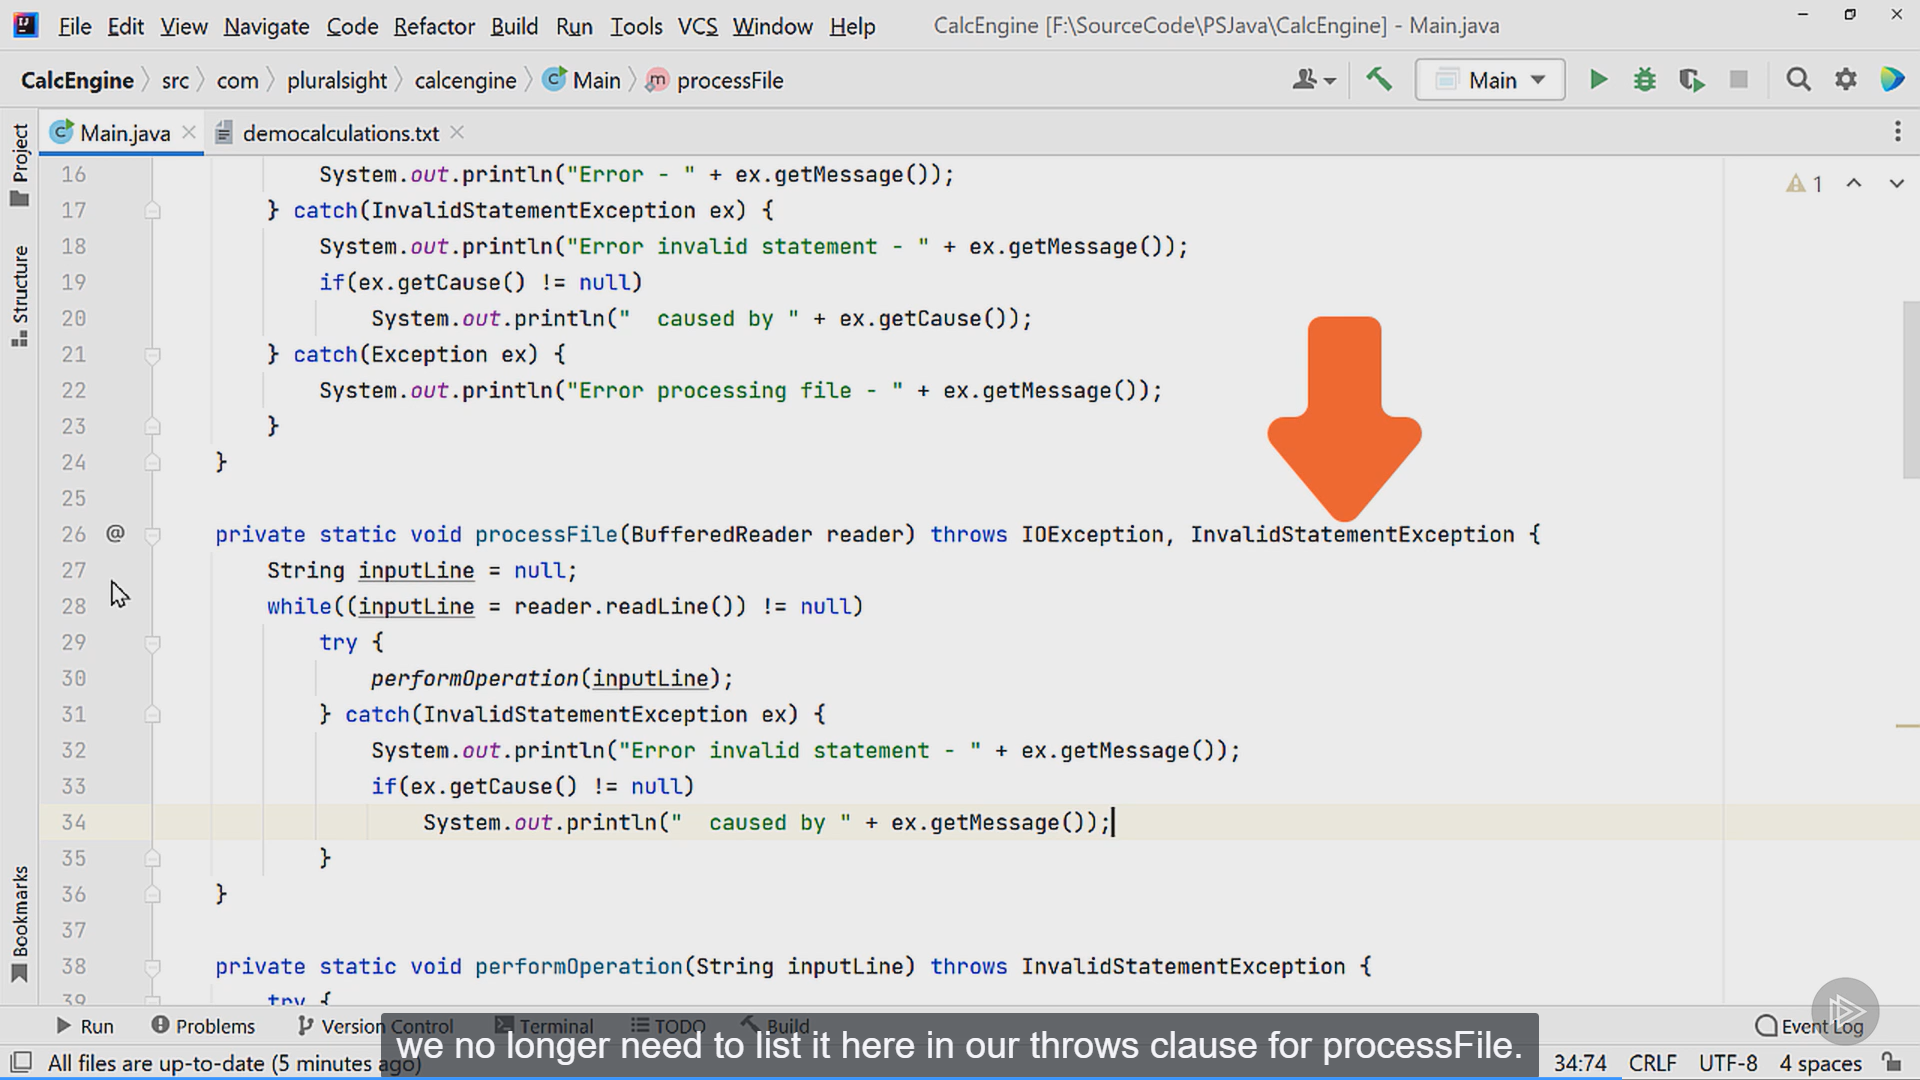 File Edit View Navigate Code Refactor Build Run Tools VCS Window Help CalcEngine [F:\SourceCode\PSJava\CalcEngine] - Main.java
CalcEngine src com pluralsight calcengine Main processFile Main
Main.java democalculations.txt
Project
Structure
Bookmarks
1
16 System.out.println("Error - " + ex.getMessage());
17 } catch(InvalidStatementException ex) {
18 System.out.println("Error invalid statement - " + ex.getMessage());
19 if(ex.getCause() != null)
20 System.out.println("  caused by " + ex.getCause());
21 } catch(Exception ex) {
22 System.out.println("Error processing file - " + ex.getMessage());
23 }
24 }
25
26 @ private static void processFile(BufferedReader reader) throws IOException, InvalidStatementException {
27 String inputLine = null;
28 while((inputLine = reader.readLine()) != null)
29 try {
30 performOperation(inputLine);
31 } catch(InvalidStatementException ex) {
32 System.out.println("Error invalid statement - " + ex.getMessage());
33 if(ex.getCause() != null)
34 System.out.println("  caused by " + ex.getMessage());
35 }
36 }
37
38 private static void performOperation(String inputLine) throws InvalidStatementException {
39 try {
Run Problems Version Control Terminal TODO Build Event Log
we no longer need to list it here in our throws clause for processFile.
All files are up-to-date (5 minutes ago) 34:74 CRLF UTF-8 4 spaces